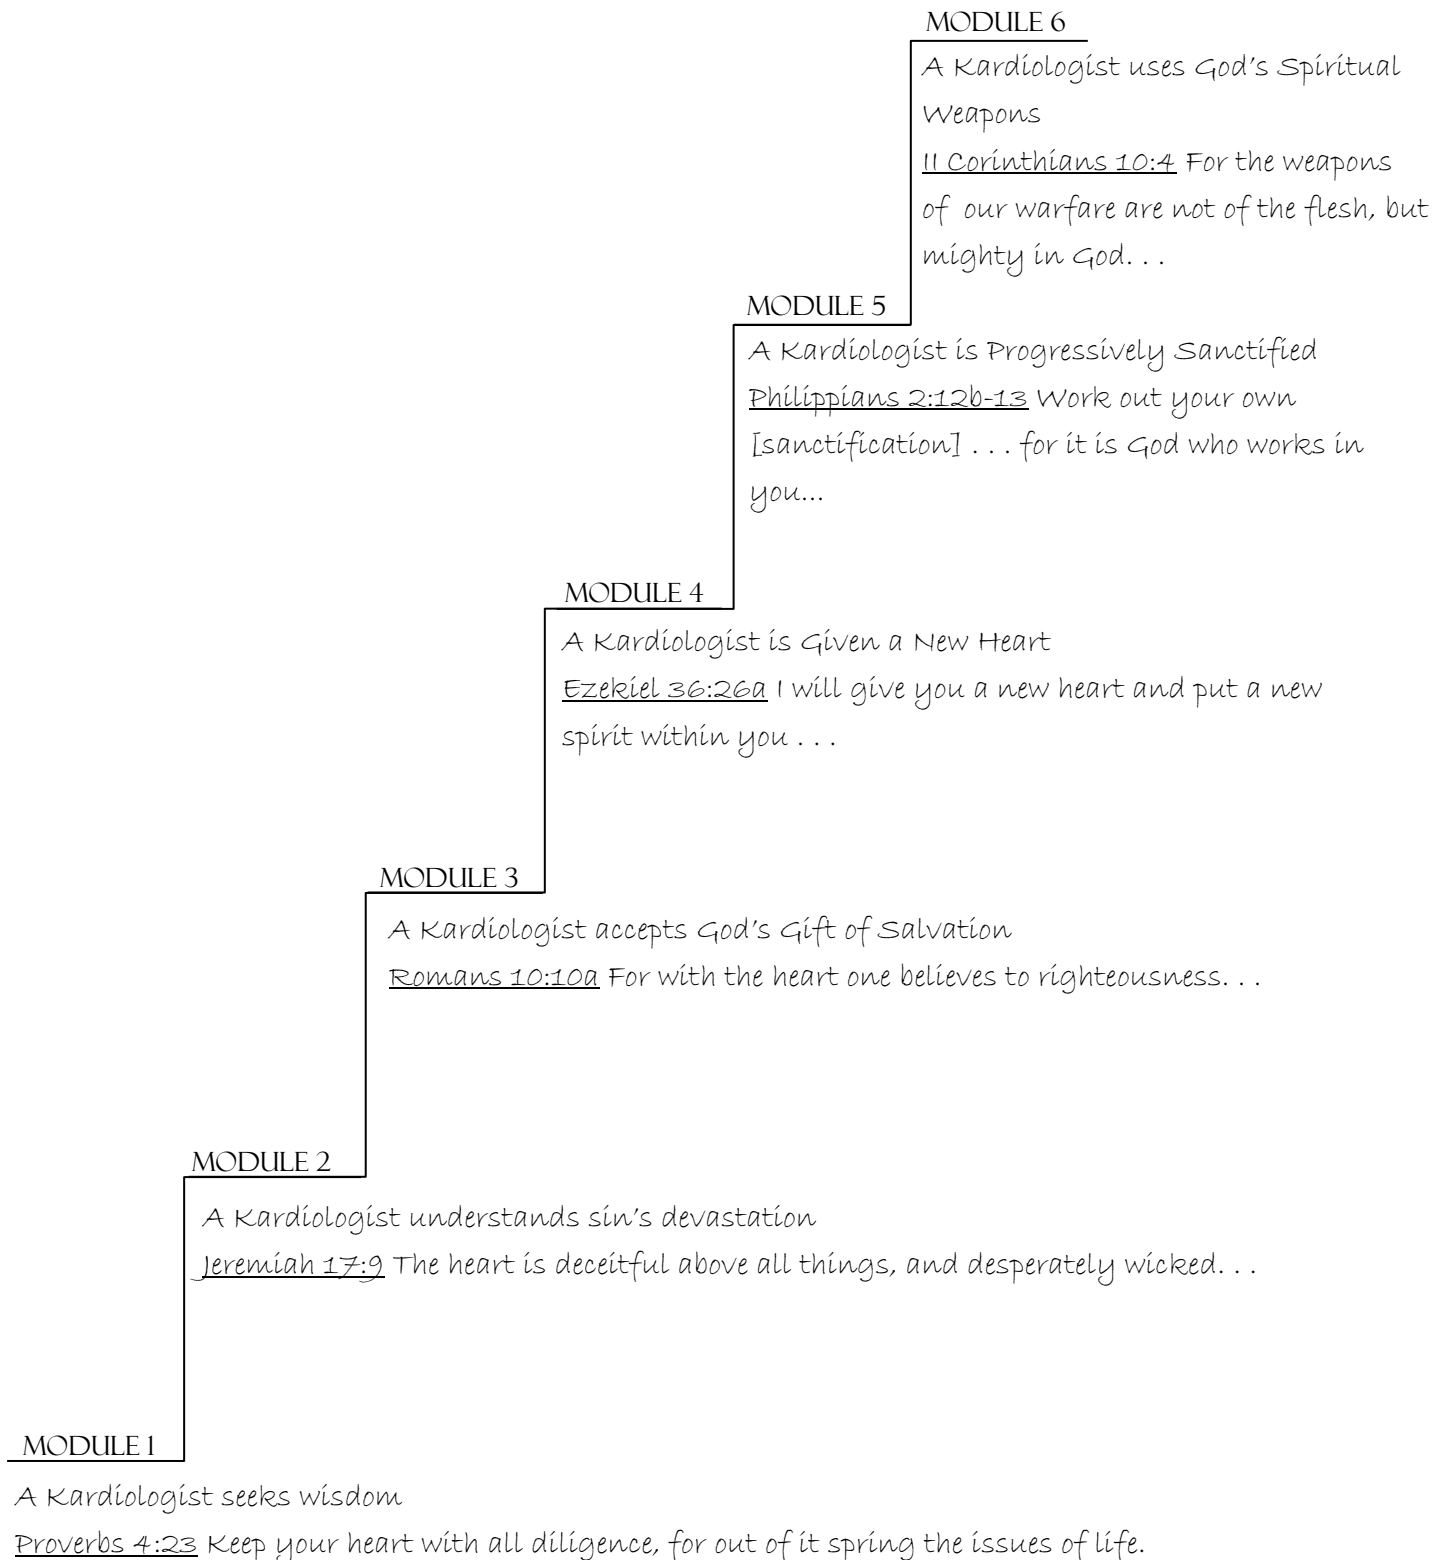 MODULE 6
A Kardiologist uses God's Spiritual
Weapons
II Corinthians 10:4 For the weapons
of our warfare are not of the flesh, but
mighty in God. . .
MODULE 5
A Kardiologist is Progressively Sanctified
Philippians 2:12b-13 Work out your own
[sanctification] . . . for it is God who works in
you...
MODULE 4
A Kardiologist is Given a New Heart
Ezekiel 36:26a I will give you a new heart and put a new
spirit within you . . .
MODULE 3
A Kardiologist accepts God's Gift of Salvation
Romans 10:10a For with the heart one believes to righteousness. . .
MODULE 2
A Kardiologist understands sin's devastation
Jeremiah 17:9 The heart is deceitful above all things, and desperately wicked. . .
MODULE 1
A Kardiologist seeks wisdom
Proverbs 4:23 Keep your heart with all diligence, for out of it spring the issues of life.